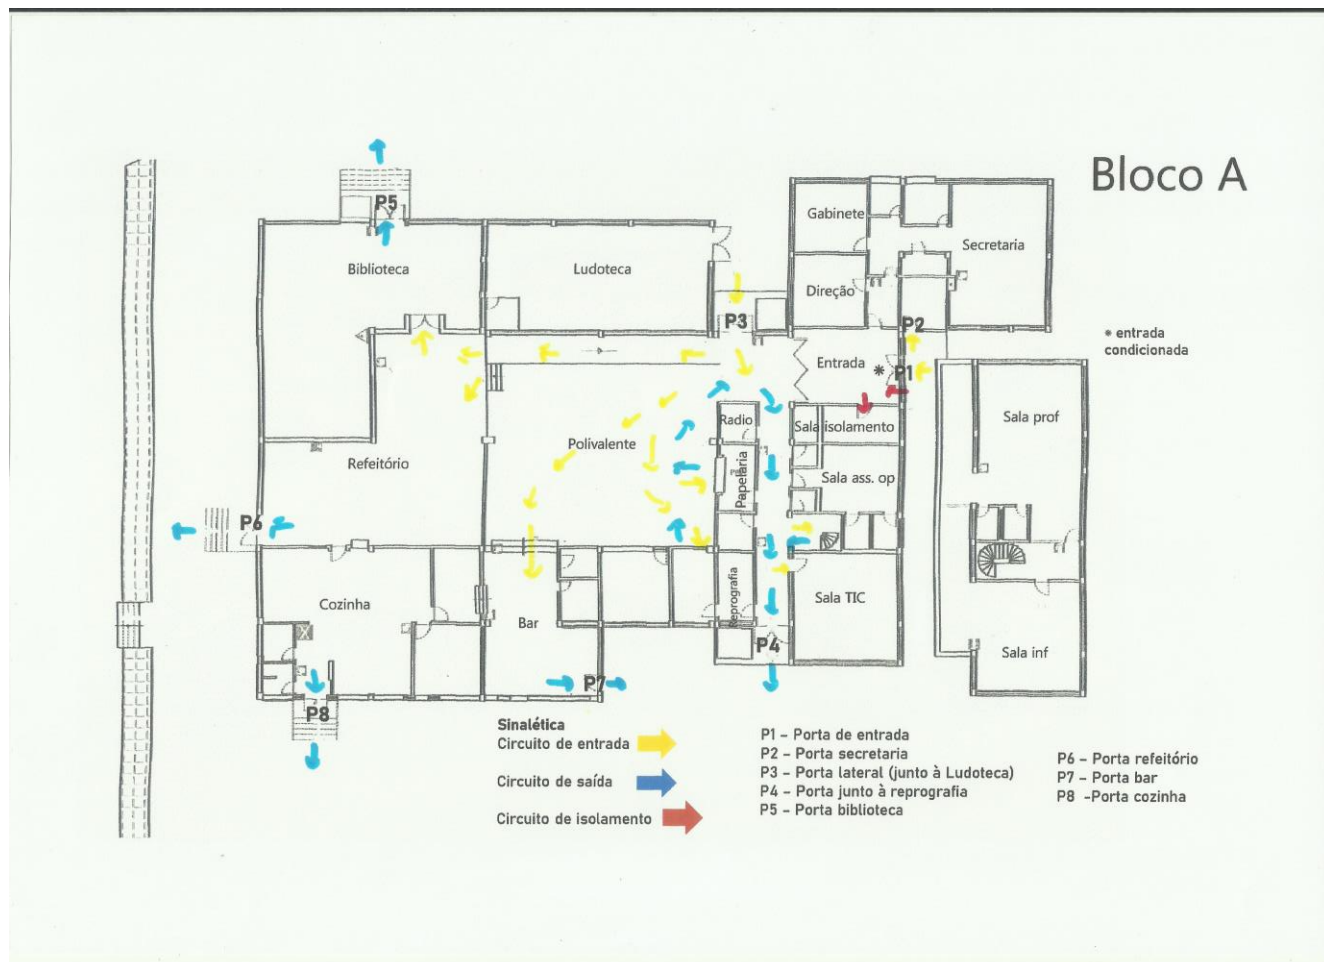 Bloco A
P5
Gabinete
Secretaria
Biblioteca
Ludoteca
Direção
P3
P2
* entrada
condicionada
Entrada
*
P1
Sala prof
Radio
Sala isolamento
Polivalente
Refeitório
Papelaria
Sala ass. op
P6
Cozinha
Bar
Reprografia
Sala TIC
P4
Sala inf
P7
P8
Sinalética
Circuito de entrada
Circuito de saída
Circuito de isolamento
P1 – Porta de entrada
P2 – Porta secretaria
P3 – Porta lateral (junto à Ludoteca)
P4 – Porta junto à reprografia
P5 – Porta biblioteca
P6 – Porta refeitório
P7 – Porta bar
P8 -Porta cozinha